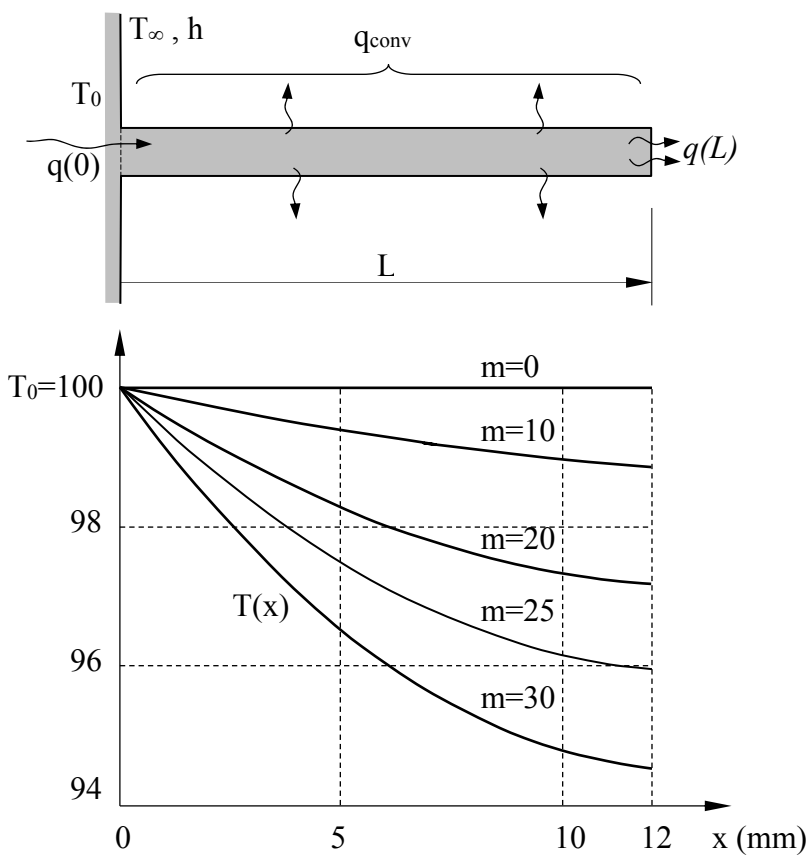 T∞ , h
qconv
T0
q(0)
q(L)
L
T0=100
m=0
m=10
98
m=20
T(x)
m=25
96
m=30
94
0 5 10 12 x (mm)